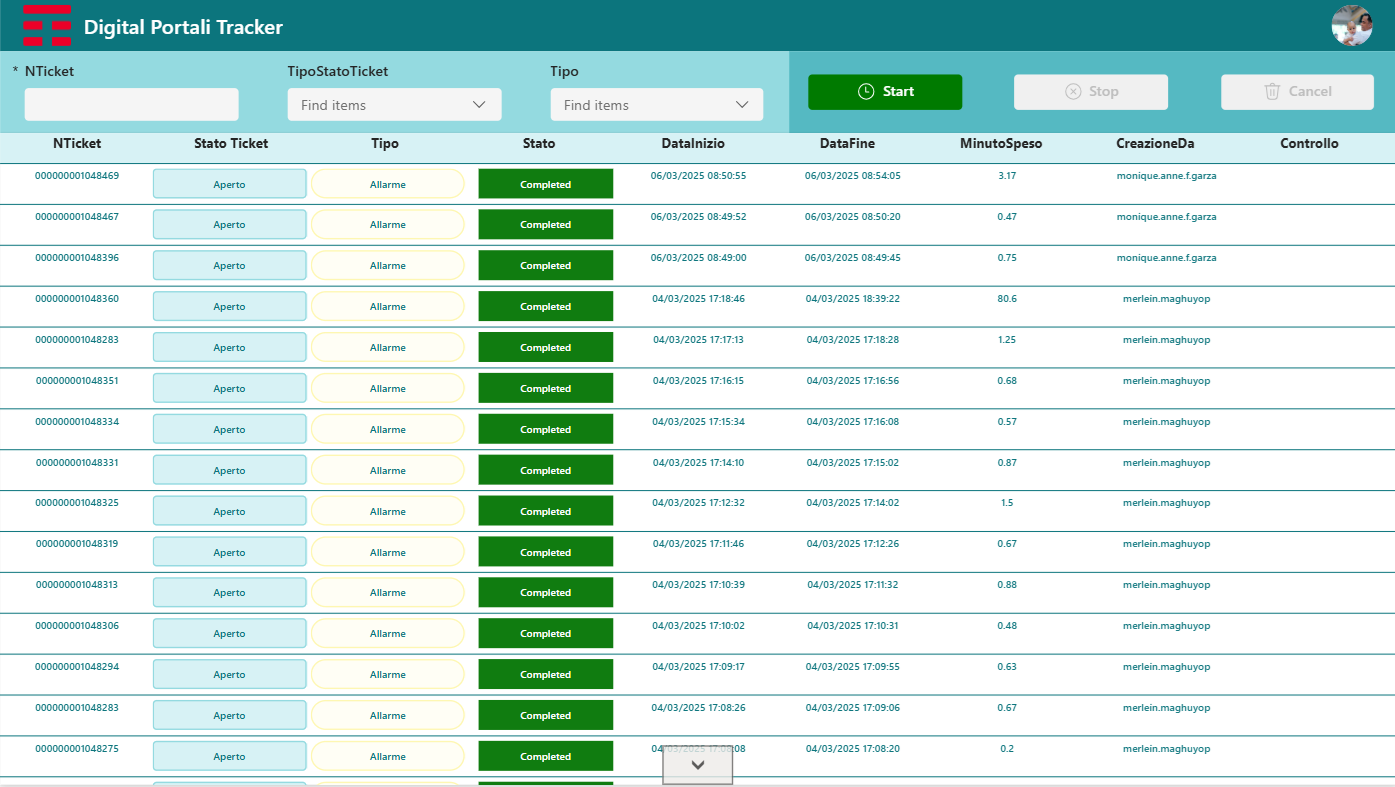 Digital Portali Tracker
* NTicket TipoStatoTicket Tipo
Find items Find items Start Stop Cancel
NTicket Stato Ticket Tipo Stato DataInizio DataFine MinutoSpeso CreazioneDa Controllo
000000001048469 Aperto Allarme Completed 06/03/2025 08:50:55 06/03/2025 08:54:05 3.17 monique.anne.f.garza
000000001048467 Aperto Allarme Completed 06/03/2025 08:49:52 06/03/2025 08:50:20 0.47 monique.anne.f.garza
000000001048396 Aperto Allarme Completed 06/03/2025 08:49:00 06/03/2025 08:49:45 0.75 monique.anne.f.garza
000000001048360 Aperto Allarme Completed 04/03/2025 17:18:46 04/03/2025 18:39:22 80.6 merlein.maghuyop
000000001048283 Aperto Allarme Completed 04/03/2025 17:17:13 04/03/2025 17:18:28 1.25 merlein.maghuyop
000000001048351 Aperto Allarme Completed 04/03/2025 17:16:15 04/03/2025 17:16:56 0.68 merlein.maghuyop
000000001048334 Aperto Allarme Completed 04/03/2025 17:15:34 04/03/2025 17:16:08 0.57 merlein.maghuyop
000000001048331 Aperto Allarme Completed 04/03/2025 17:14:10 04/03/2025 17:15:02 0.87 merlein.maghuyop
000000001048325 Aperto Allarme Completed 04/03/2025 17:12:32 04/03/2025 17:14:02 1.5 merlein.maghuyop
000000001048319 Aperto Allarme Completed 04/03/2025 17:11:46 04/03/2025 17:12:26 0.67 merlein.maghuyop
000000001048313 Aperto Allarme Completed 04/03/2025 17:10:39 04/03/2025 17:11:32 0.88 merlein.maghuyop
000000001048306 Aperto Allarme Completed 04/03/2025 17:10:02 04/03/2025 17:10:31 0.48 merlein.maghuyop
000000001048294 Aperto Allarme Completed 04/03/2025 17:09:17 04/03/2025 17:09:55 0.63 merlein.maghuyop
000000001048283 Aperto Allarme Completed 04/03/2025 17:08:26 04/03/2025 17:09:06 0.67 merlein.maghuyop
000000001048275 Aperto Allarme Completed 04/03/2025 17:08:08 04/03/2025 17:08:20 0.2 merlein.maghuyop